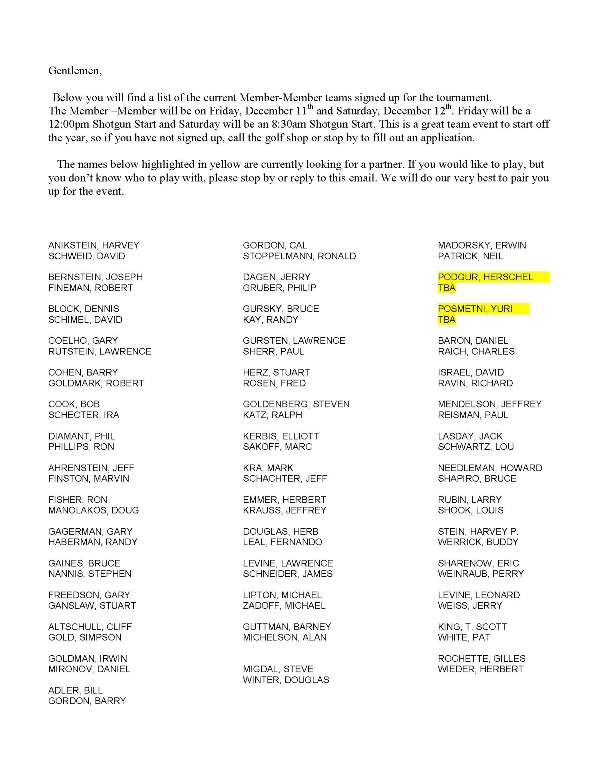 Gentlemen,
Below you will find a list of the current Member-Member teams signed up for the tournament.
The Member –Member will be on Friday, December 11th and Saturday, December 12th. Friday will be a
12:00pm Shotgun Start and Saturday will be an 8:30am Shotgun Start. This is a great team event to start off
the year, so if you have not signed up, call the golf shop or stop by to fill out an application.
The names below highlighted in yellow are currently looking for a partner. If you would like to play, but
you don't know who to play with, please stop by or reply to this email. We will do our very best to pair you
up for the event.
ANIKSTEIN, HARVEY
SCHWEID, DAVID
BERNSTEIN, JOSEPH
FINEMAN, ROBERT
BLOCK, DENNIS
SCHIMEL, DAVID
COELHO, GARY
RUTSTEIN, LAWRENCE
COHEN, BARRY
GOLDMARK, ROBERT
COOK, BOB
SCHECTER, IRA
DIAMANT, PHIL
PHILLIPS, RON
AHRENSTEIN, JEFF
FINSTON, MARVIN
FISHER, RON
MANOLAKOS, DOUG
GAGERMAN, GARY
HABERMAN, RANDY
GAINES, BRUCE
NANNIS, STEPHEN
FREEDSON, GARY
GANSLAW, STUART
ALTSCHULL, CLIFF
GOLD, SIMPSON
GOLDMAN, IRWIN
MIRONOV, DANIEL
ADLER, BILL
GORDON, BARRY
GORDON, CAL
STOPPELMANN, RONALD
DAGEN, JERRY
GRUBER, PHILIP
GURSKY, BRUCE
KAY, RANDY
GURSTEN, LAWRENCE
SHERR, PAUL
HERZ, STUART
ROSEN, FRED
GOLDENBERG, STEVEN
KATZ, RALPH
KERBIS, ELLIOTT
SAKOFF, MARC
KRA, MARK
SCHACHTER, JEFF
EMMER, HERBERT
KRAUSS, JEFFREY
DOUGLAS, HERB
LEAL, FERNANDO
LEVINE, LAWRENCE
SCHNEIDER, JAMES
LIPTON, MICHAEL
ZADOFF, MICHAEL
GUTTMAN, BARNEY
MICHELSON, ALAN
MIGDAL, STEVE
WINTER, DOUGLAS
MADORSKY, ERWIN
PATRICK, NEIL
PODGUR, HERSCHEL
TBA
POSMETNI, YURI
TBA
BARON, DANIEL
RAICH, CHARLES
ISRAEL, DAVID
RAVIN, RICHARD
MENDELSON, JEFFREY
REISMAN, PAUL
LASDAY, JACK
SCHWARTZ, LOU
NEEDLEMAN, HOWARD
SHAPIRO, BRUCE
RUBIN, LARRY
SHOOK, LOUIS
STEIN, HARVEY P.
WERRICK, BUDDY
SHARENOW, ERIC
WEINRAUB, PERRY
LEVINE, LEONARD
WEISS, JERRY
KING, T. SCOTT
WHITE, PAT
ROCHETTE, GILLES
WIEDER, HERBERT